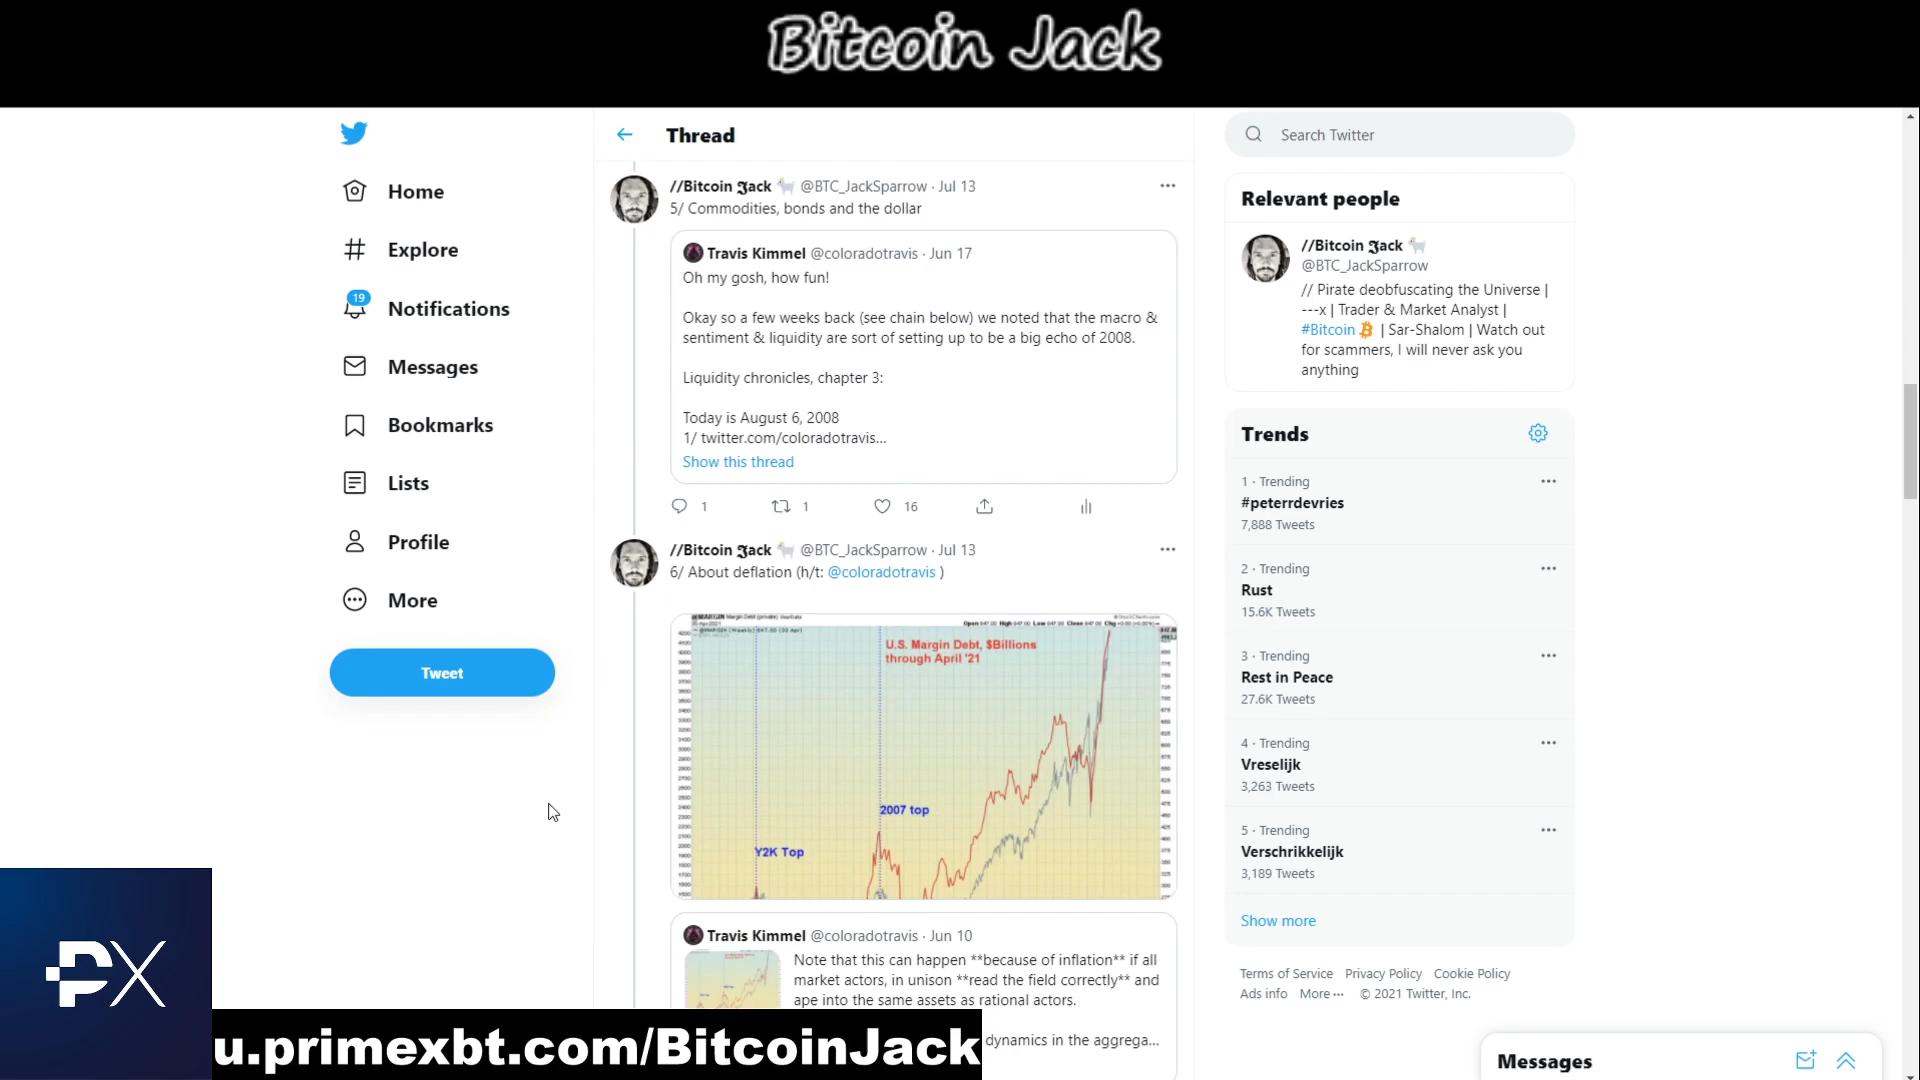 Bitcoin Jack
Thread
Search Twitter
Home
Explore
19
Notifications
Messages
Bookmarks
Lists
Profile
More
Tweet
//Bitcoin 𝕵ack 🐐 @BTC_JackSparrow · Jul 13
5/ Commodities, bonds and the dollar
Travis Kimmel @coloradotravis · Jun 17
Oh my gosh, how fun!
Okay so a few weeks back (see chain below) we noted that the macro &
sentiment & liquidity are sort of setting up to be a big echo of 2008.
Liquidity chronicles, chapter 3:
Today is August 6, 2008
1/ twitter.com/coloradotravis...
Show this thread
1 1 16
//Bitcoin 𝕵ack 🐐 @BTC_JackSparrow · Jul 13
6/ About deflation (h/t: @coloradotravis )
U.S. Margin Debt, $Billions
through April '21
2007 top
Y2K Top
Travis Kimmel @coloradotravis · Jun 10
Note that this can happen **because of inflation** if all
market actors, in unison **read the field correctly** and
ape into the same assets as rational actors.
dynamics in the aggrega...
Relevant people
//Bitcoin 𝕵ack 🐐
@BTC_JackSparrow
// Pirate deobfuscating the Universe |
---x | Trader & Market Analyst |
#Bitcoin | Sar-Shalom | Watch out
for scammers, I will never ask you
anything
Trends
1 · Trending
#peterrdevries
7,888 Tweets
2 · Trending
Rust
15.6K Tweets
3 · Trending
Rest in Peace
27.6K Tweets
4 · Trending
Vreselijk
3,263 Tweets
5 · Trending
Verschrikkelijk
3,189 Tweets
Show more
Terms of Service Privacy Policy Cookie Policy
Ads info More ··· © 2021 Twitter, Inc.
Messages
PX
u.primexbt.com/BitcoinJack